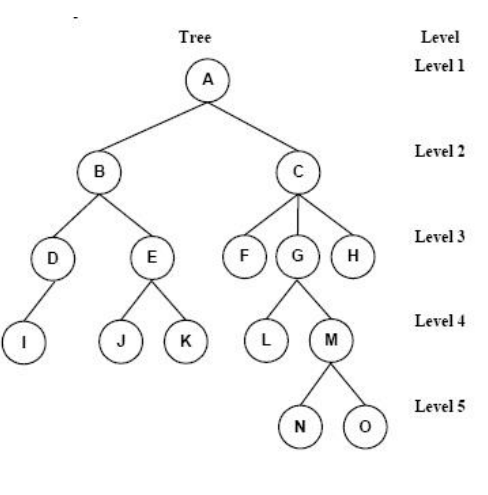 Tree Level
A Level 1
B C Level 2
D E F G H Level 3
I J K L M Level 4
N O Level 5